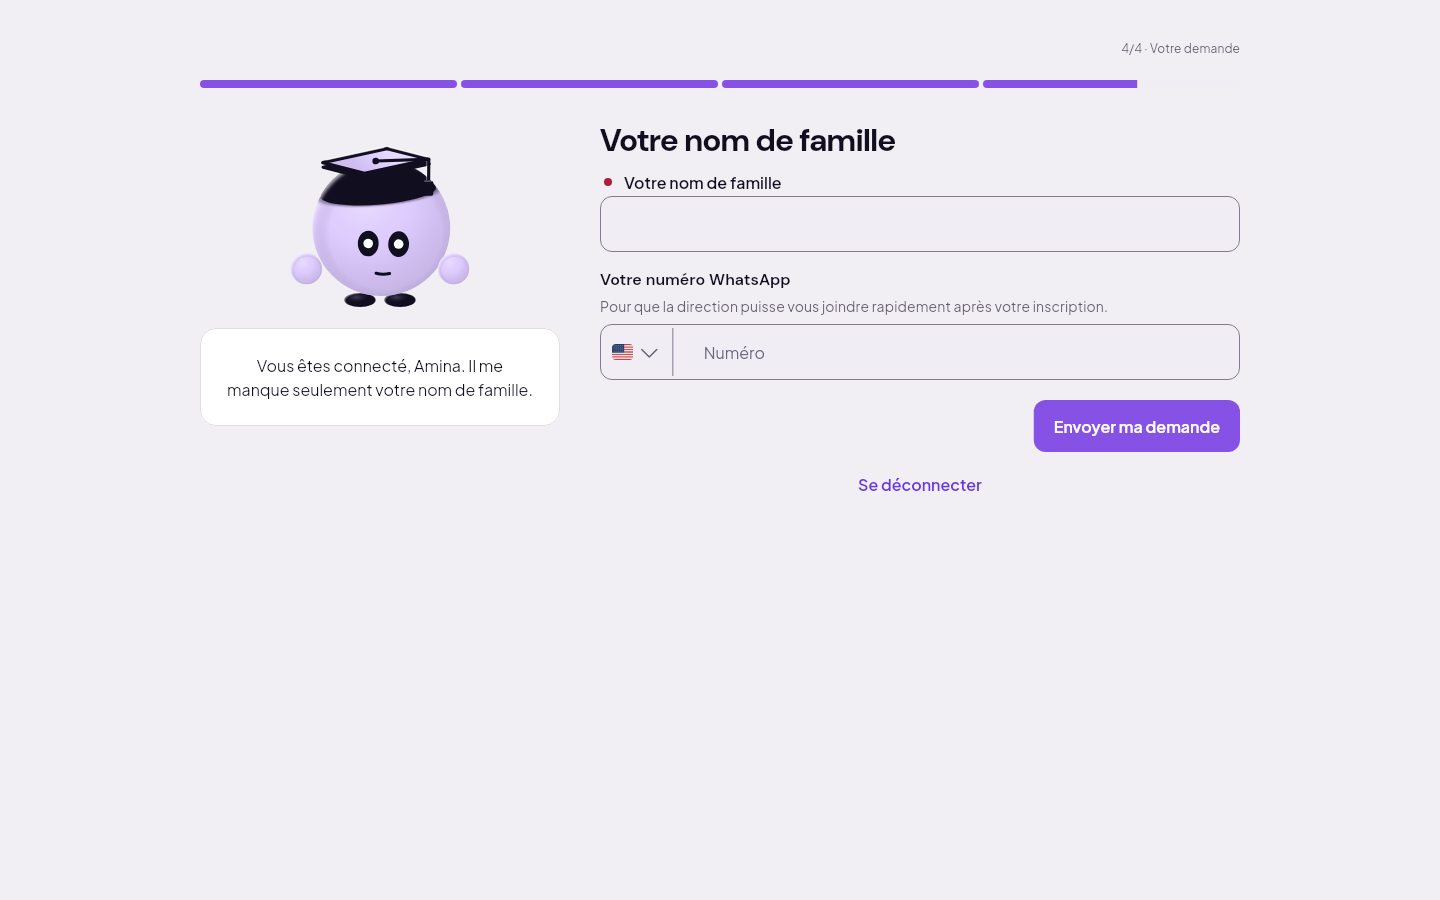 4/4 · Votre demande
Votre nom de famille
Votre nom de famille
Votre numéro WhatsApp
Pour que la direction puisse vous joindre rapidement après votre inscription.
Numéro
Vous êtes connecté, Amina. Il me
manque seulement votre nom de famille.
Envoyer ma demande
Se déconnecter